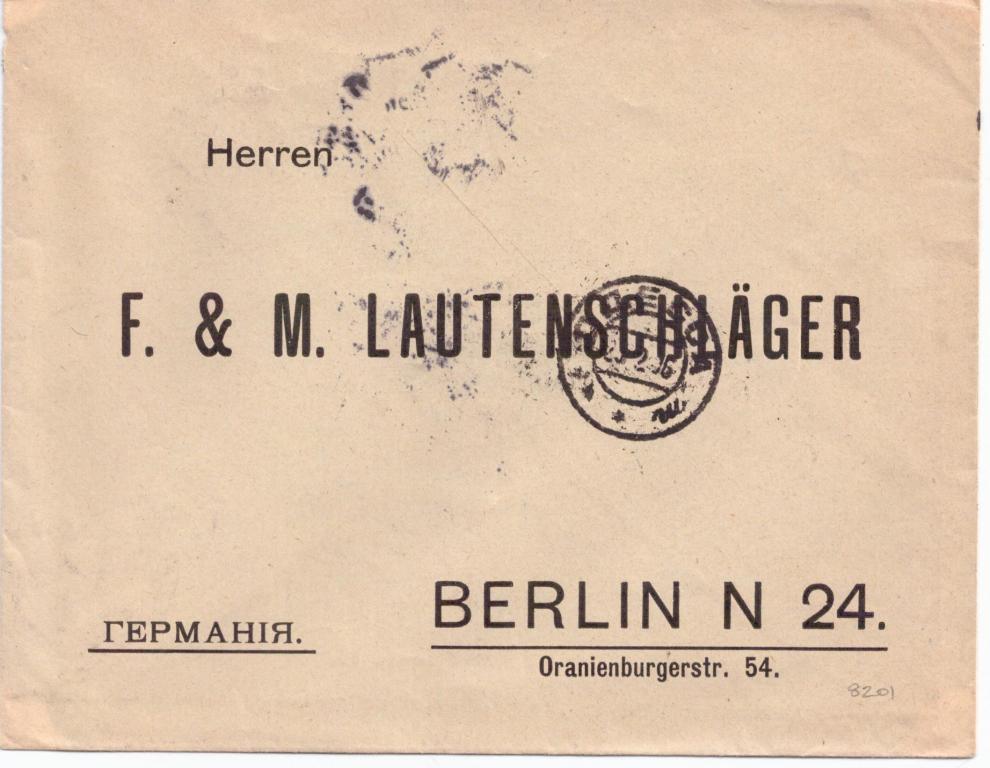 Herren
F. & M. LAUTENSCHLÄGER
BERLIN N 24.
ГЕРМАНІЯ.
Oranienburgerstr. 54.
8201